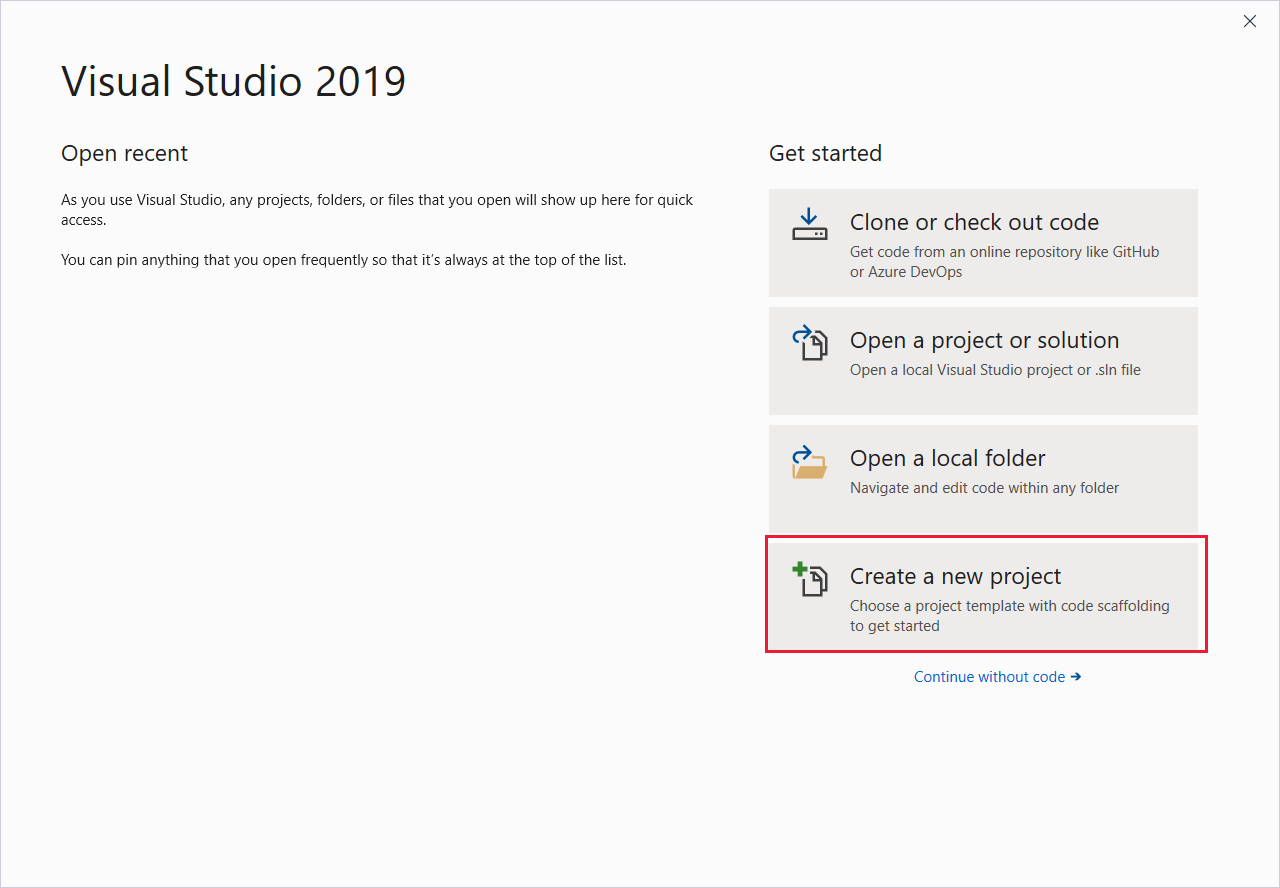 Visual Studio 2019
Open recent
As you use Visual Studio, any projects, folders, or files that you open will show up here for quick
access.
You can pin anything that you open frequently so that it’s always at the top of the list.
Get started
Clone or check out code
Get code from an online repository like GitHub
or Azure DevOps
Open a project or solution
Open a local Visual Studio project or .sln file
Open a local folder
Navigate and edit code within any folder
Create a new project
Choose a project template with code scaffolding
to get started
Continue without code